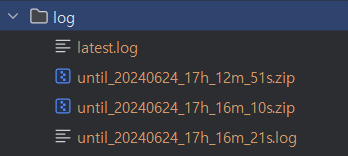 log
latest.log
until_20240624_17h_12m_51s.zip
until_20240624_17h_16m_10s.zip
until_20240624_17h_16m_21s.log